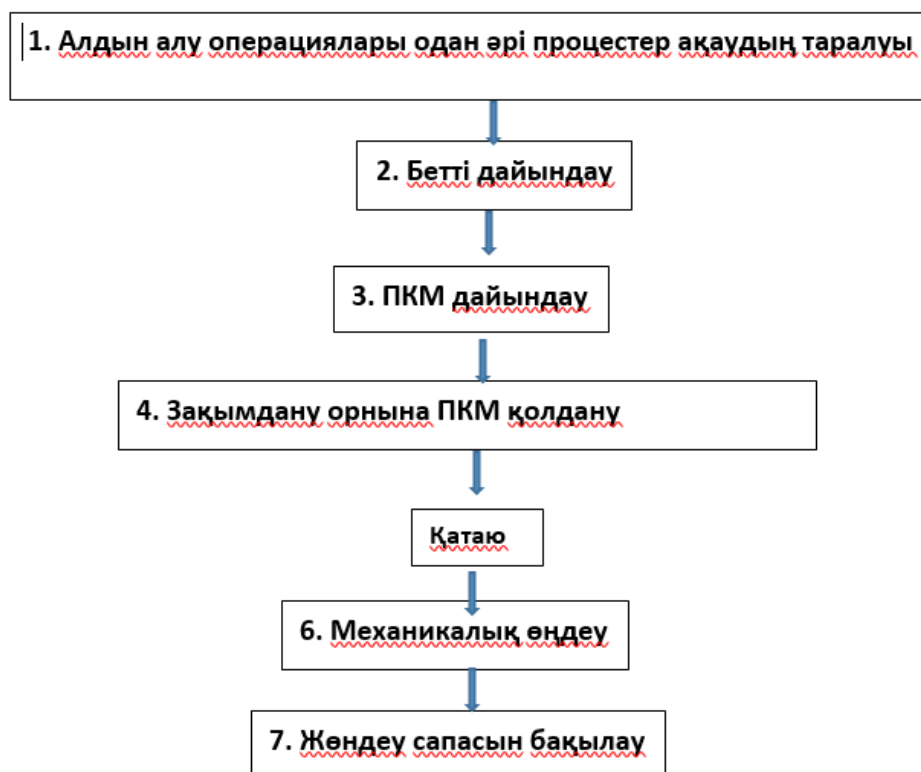 1. Алдын алу операциялары одан әрі процестер ақаудың таралуы
2. Бетті дайындау
3. ПКМ дайындау
4. Зақымдану орнына ПКМ қолдану
Қатаю
6. Механикалық өңдеу
7. Жөндеу сапасын бақылау